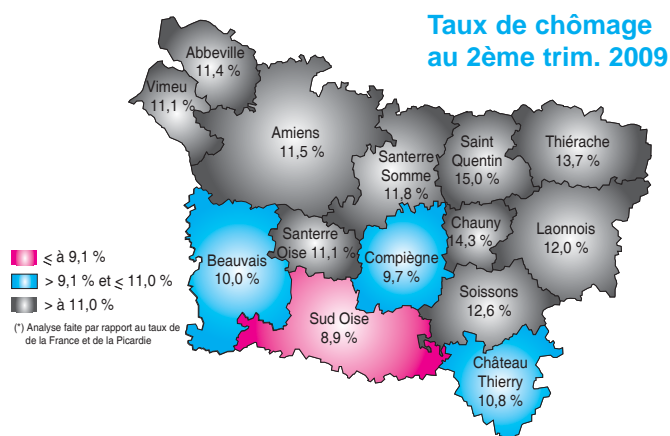 Taux de chômage
au 2ème trim. 2009
Abbeville
11,4 %
Vimeu
11,1 %
Amiens
11,5 %
Santerre
Somme
11,8 %
Saint
Quentin
15,0 %
Thiérache
13,7 %
Beauvais
10,0 %
Santerre
Oise 11,1 %
Compiègne
9,7 %
Chauny
14,3 %
Laonnois
12,0 %
Soissons
12,6 %
Sud Oise
8,9 %
Château
Thierry
10,8 %
⩽ à 9,1 %
> 9,1 % et ⩽ 11,0 %
> à 11,0 %
(*) Analyse faite par rapport au taux de
de la France et de la Picardie